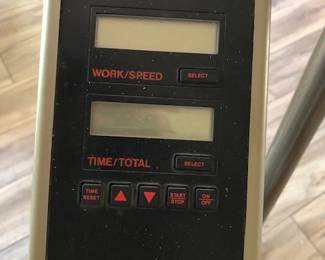 WORK/SPEED SELECT
TIME/TOTAL SELECT
TIME RESET START STOP ON OFF